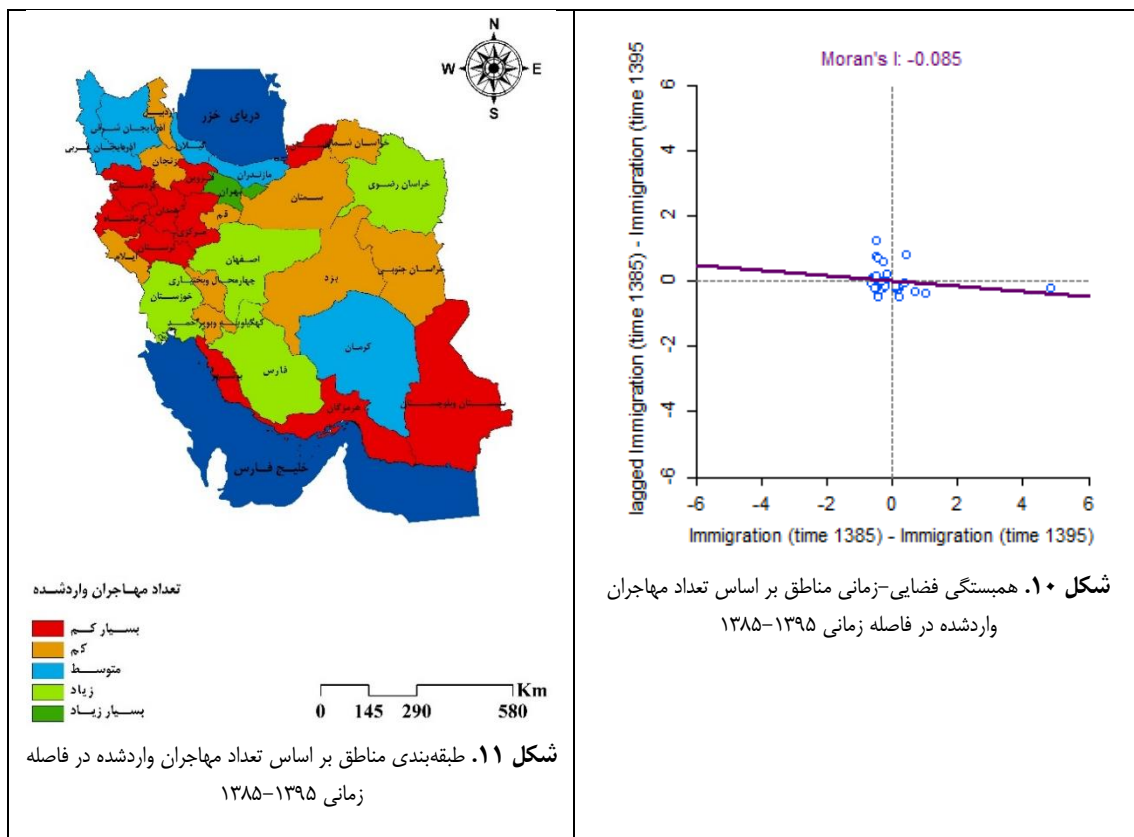 N
W E
S
دریای خزر
اردبیل
آذربایجان شرقی
آذربایجان غربی
گیلان
زنجان
مازندران
خراسان شمالی
خراسان رضوی
قزوین
تهران
سمنان
کردستان
همدان
قم
کرمانشاه
مرکزی
لرستان
ایلام
اصفهان
یزد
خراسان جنوبی
چهارمحال وبختیاری
خوزستان
کهگیلویه وبویراحمد
فارس
کرمان
بوشهر
هرمزگان
سیستان وبلوچستان
خلیج فارس
تعداد مهاجران واردشده
بسیار کم
کم
متوسط
زیاد
بسیار زیاد
Km
0 145 290 580
شکل ۱۱. طبقه‌بندی مناطق بر اساس تعداد مهاجران واردشده در فاصله
زمانی ۱۳۹۵-۱۳۸۵
Moran's I: -0.085
lagged Immigration (time 1385) - Immigration (time 1395)
6
4
2
0
-2
-4
-6
-6 -4 -2 0 2 4 6
Immigration (time 1385) - Immigration (time 1395)
شکل ۱۰. همبستگی فضایی-زمانی مناطق بر اساس تعداد مهاجران
واردشده در فاصله زمانی ۱۳۹۵-۱۳۸۵